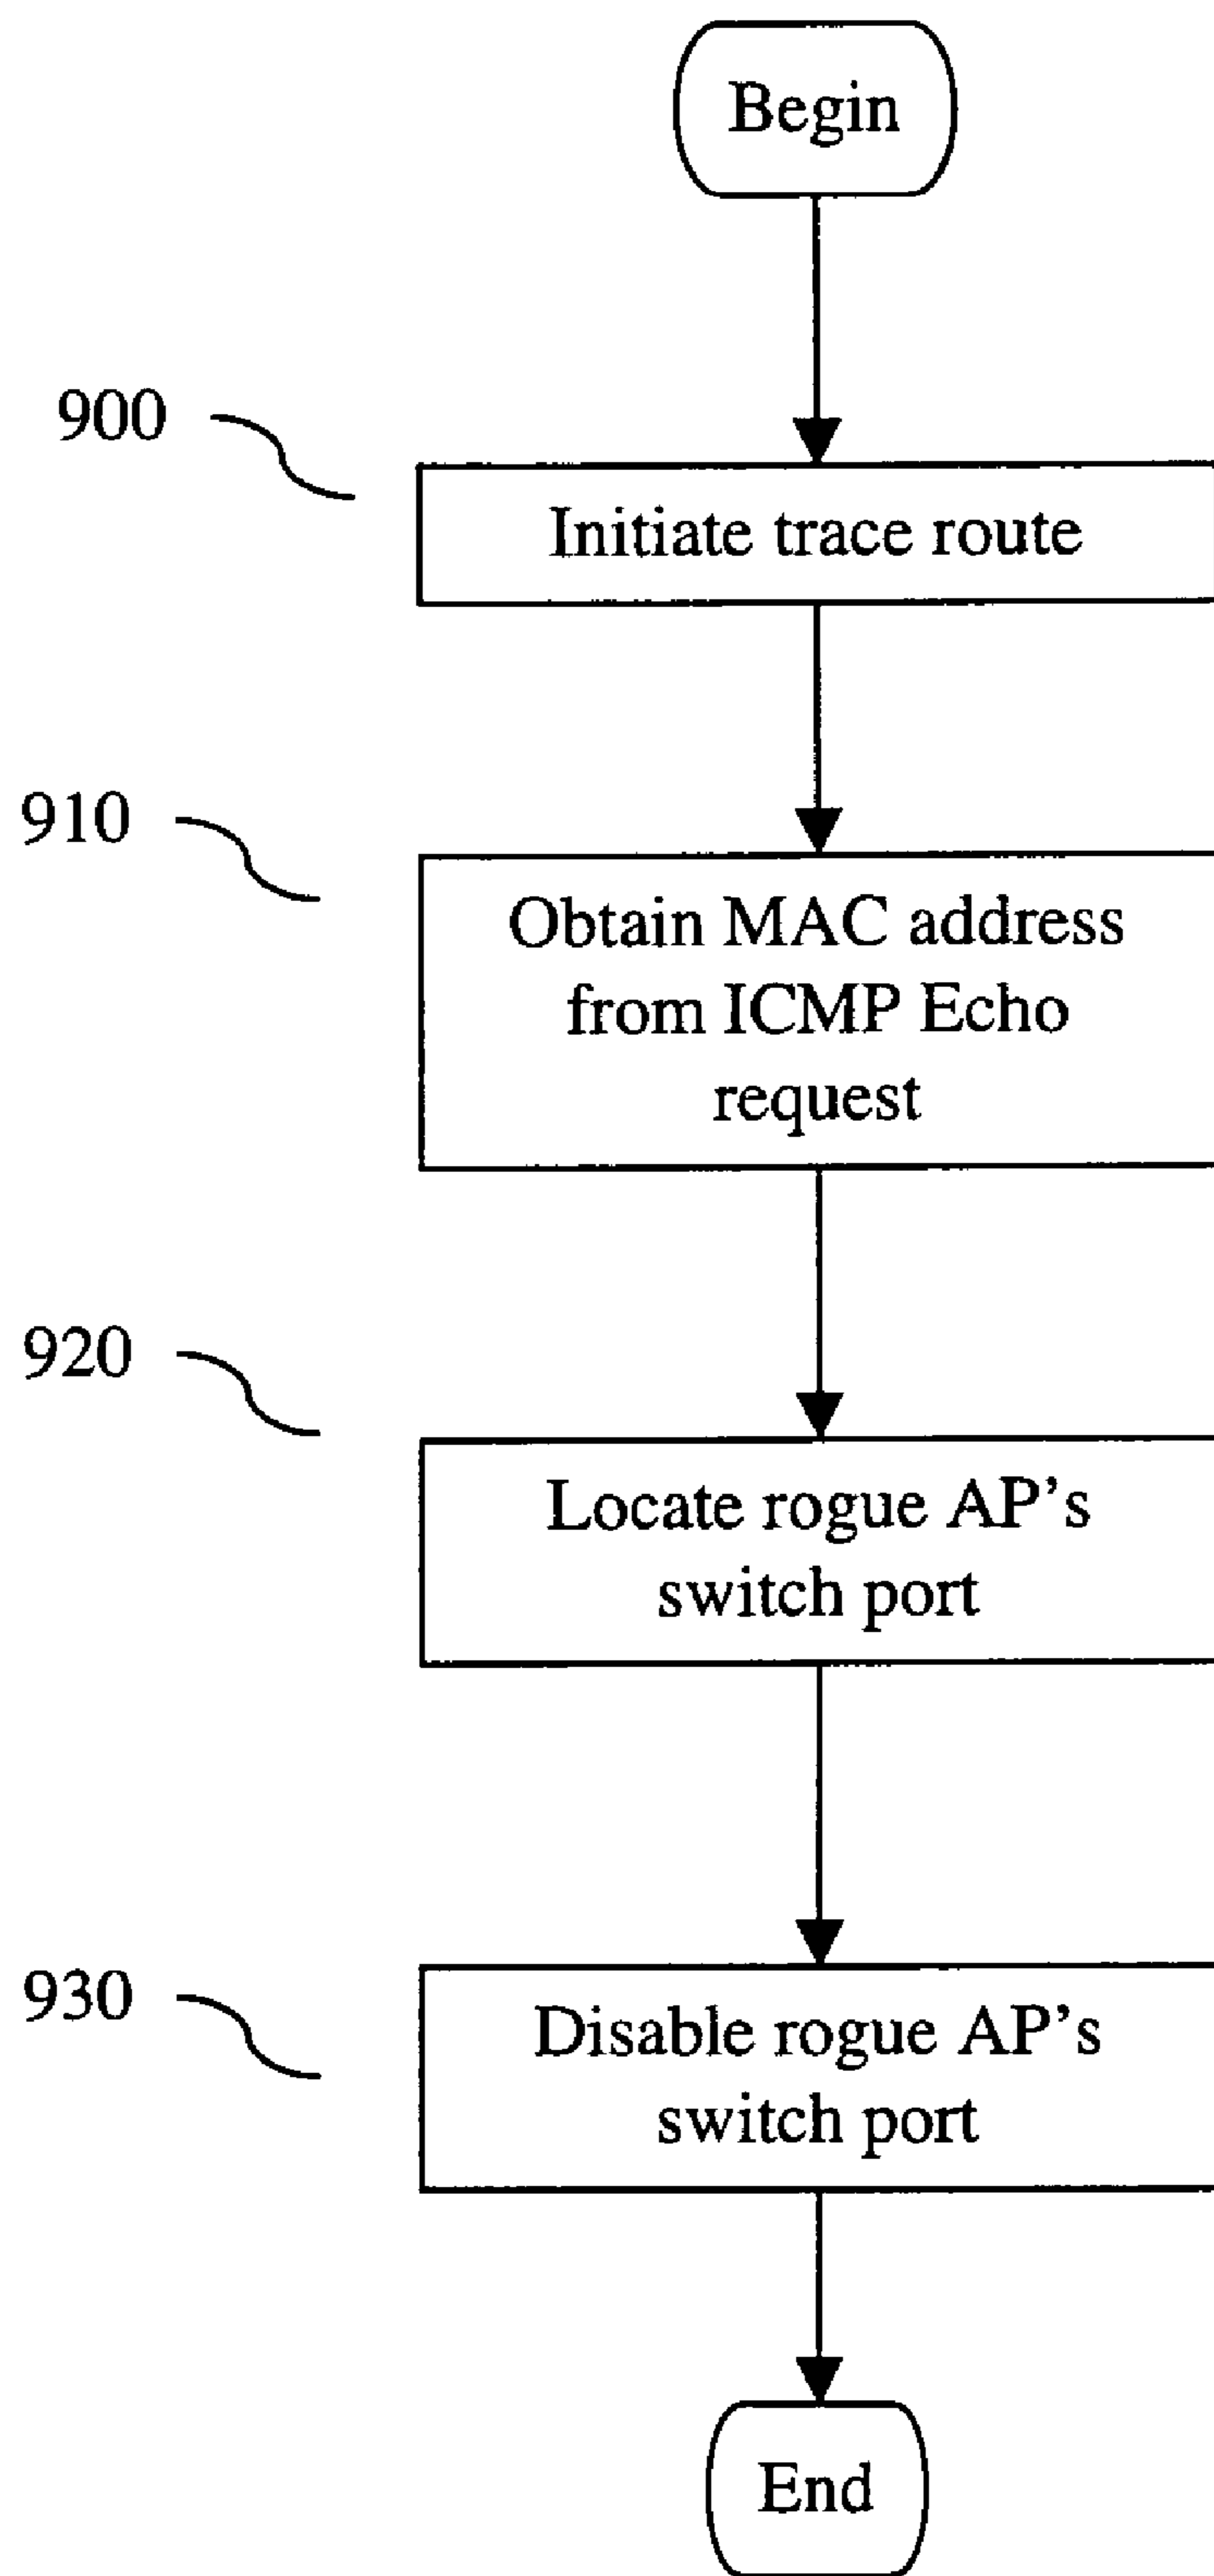 Begin
900
Initiate trace route
910
Obtain MAC address
from ICMP Echo
request
920
Locate rogue AP’s
switch port
930
Disable rogue AP’s
switch port
End